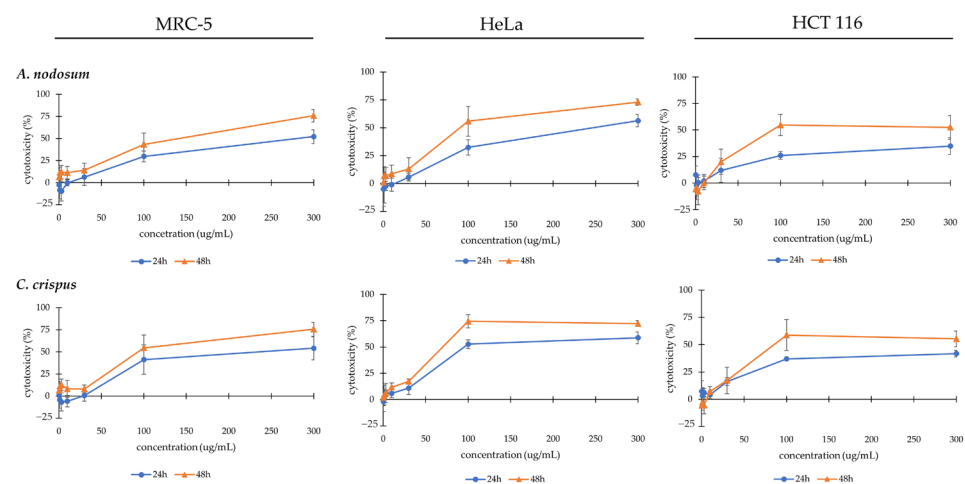 MRC-5 HeLa HCT 116
A. nodosum
100
75
50
25
0
−25
cytotoxicity (%)
0 50 100 150 200 250 300
concetration (ug/mL)
24h 48h
100
75
50
25
0
−25
cytotoxicity (%)
0 50 100 150 200 250 300
concentration (ug/mL)
24h 48h
100
75
50
25
0
−25
cytotoxicity (%)
0 50 100 150 200 250 300
concentration (ug/mL)
24h 48h
C. crispus
100
75
50
25
0
−25
cytotoxicity (%)
0 50 100 150 200 250 300
concentration (ug/mL)
24h 48h
100
75
50
25
0
−25
cytotoxicity (%)
0 50 100 150 200 250 300
concentration (ug/mL)
24h 48h
100
75
50
25
0
−25
cytotoxicity (%)
0 50 100 150 200 250 300
concentration (ug/mL)
24h 48h